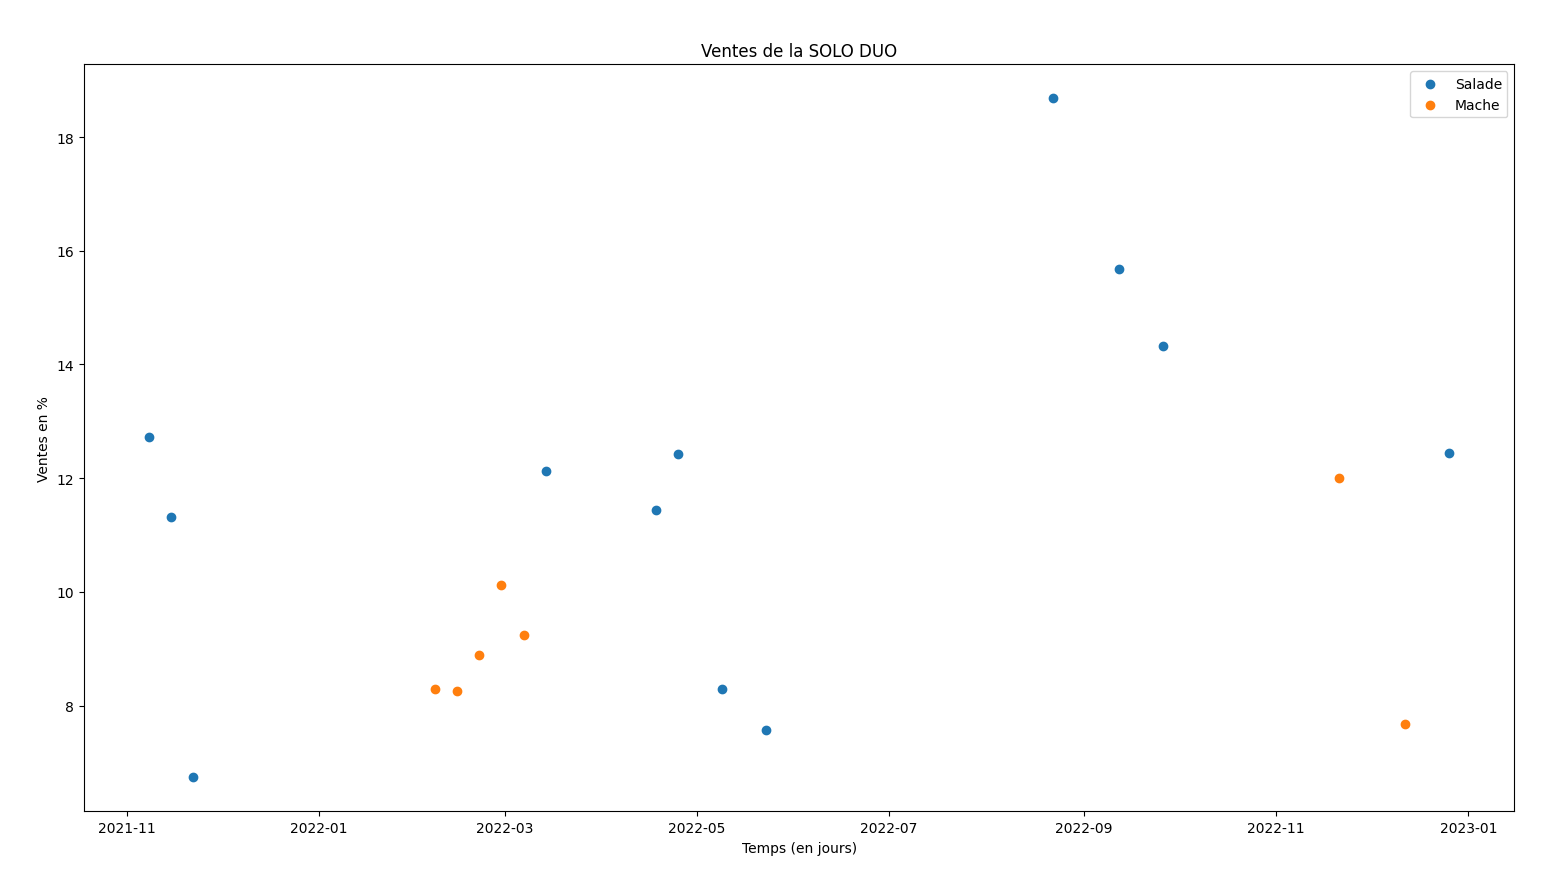 Ventes de la SOLO DUO
Salade
Mache
18
16
14
12
10
8
Ventes en %
2021-11
2022-01
2022-03
2022-05
2022-07
2022-09
2022-11
2023-01
Temps (en jours)